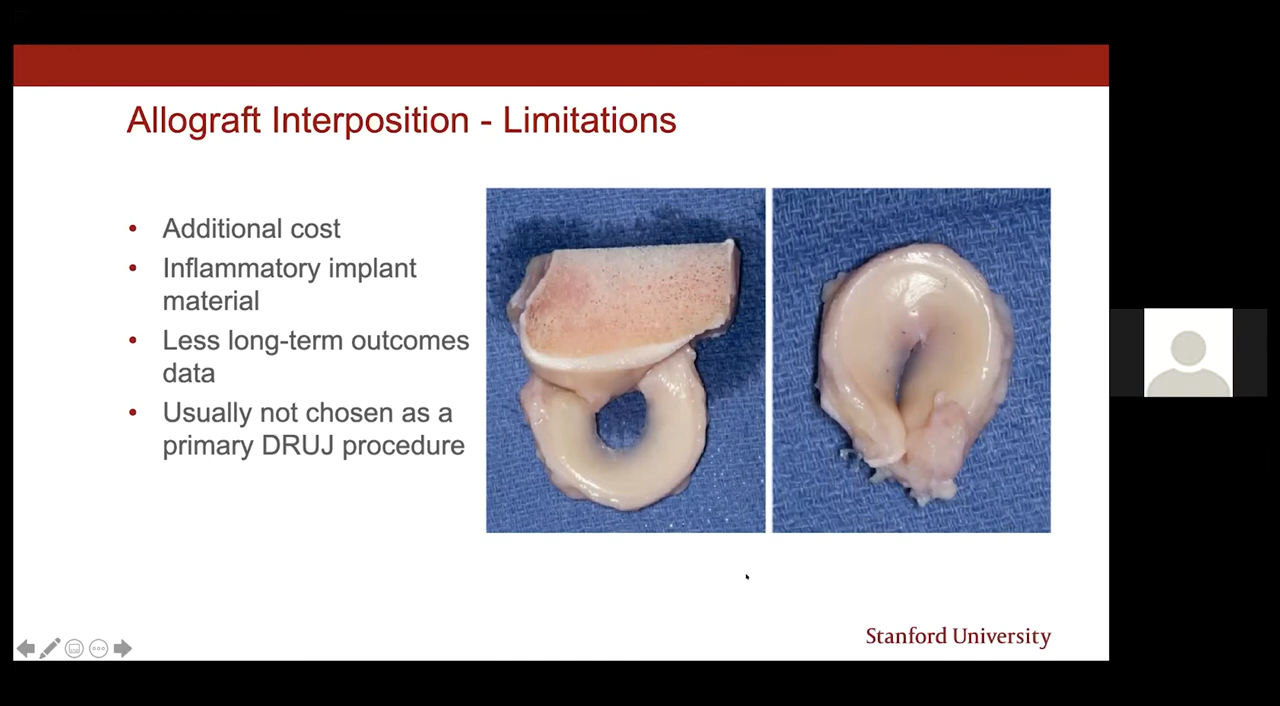 Allograft Interposition - Limitations
• Additional cost
• Inflammatory implant
material
• Less long-term outcomes
data
• Usually not chosen as a
primary DRUJ procedure
Stanford University